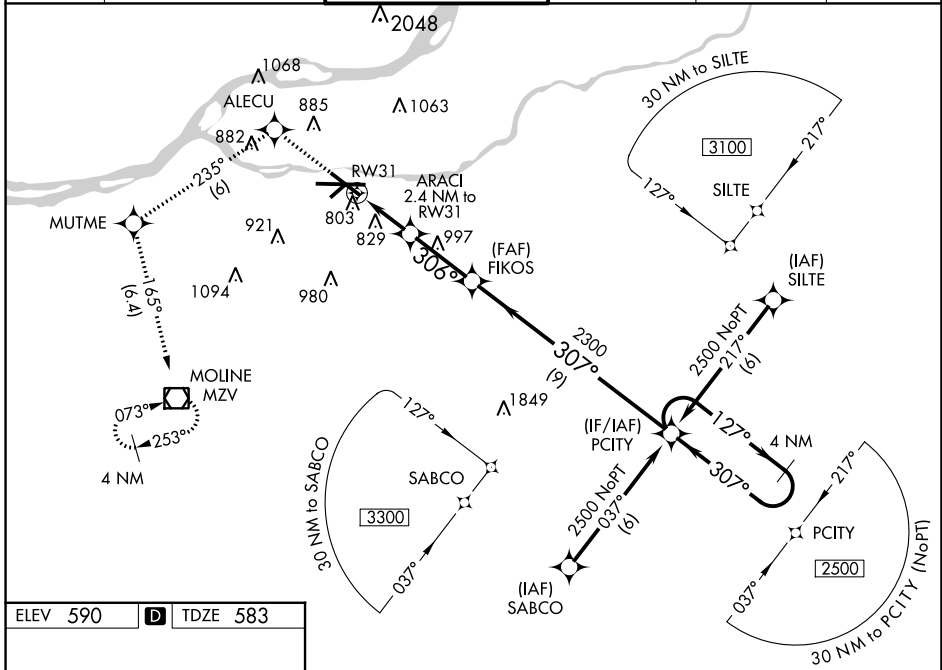 2048
1068
ALECU
885
1063
882
235°
(6)
RW31
ARACI
2.4 NM to
RW31
MUTME
803
829
921
997
306°
(FAF)
FIKOS
1094
980
165°
(6.4)
MOLINE
MZV
073°
253°
4 NM
2300
307°
(9)
1849
30 NM to SILTE
3100
217°
127°
SILTE
(IAF)
SILTE
2500 NoPT
217°
(6)
(IF/IAF)
PCITY
127°
4 NM
307°
30 NM to SABCO
127°
SABCO
3300
037°
2500 NoPT
037°
(6)
(IAF)
SABCO
217°
PCITY
2500
037°
30 NM to PCITY (NoPT)
ELEV 590
D
TDZE 583